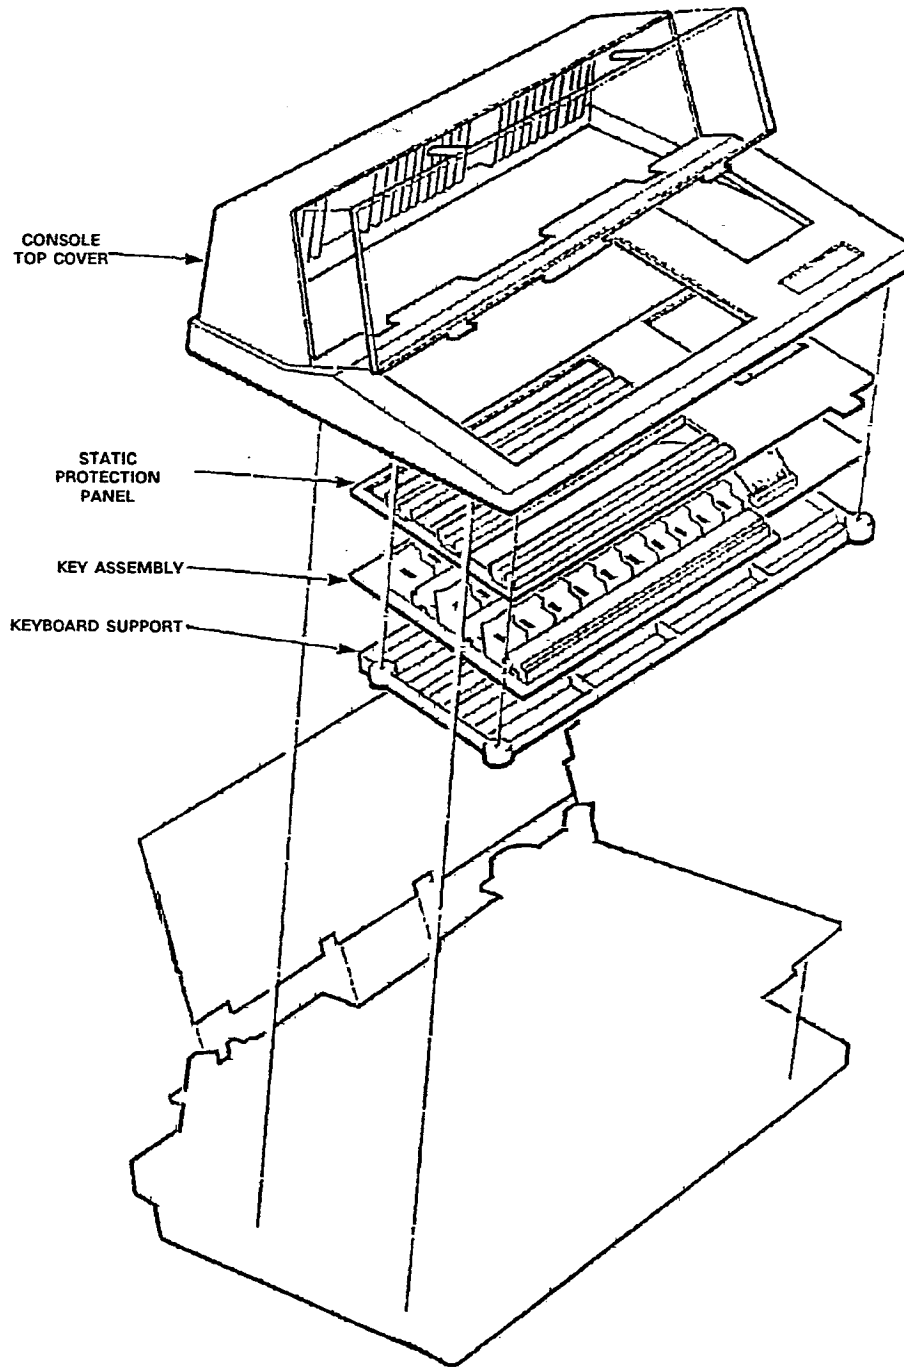 CONSOLE
TOP COVER
STATIC
PROTECTION
PANEL
KEY ASSEMBLY
KEYBOARD SUPPORT